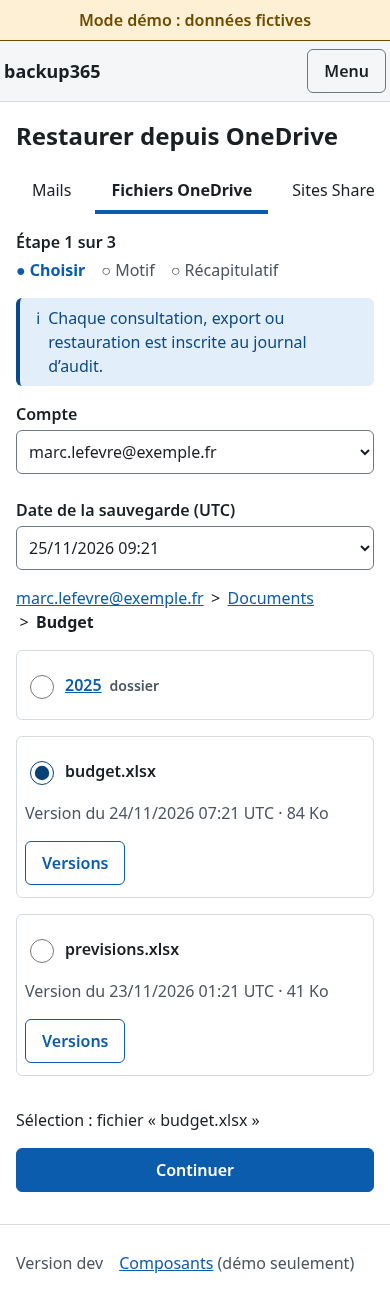 Mode démo : données fictives
backup365
Menu
Restaurer depuis OneDrive
Mails Fichiers OneDrive Sites Share
Étape 1 sur 3
● Choisir ○ Motif ○ Récapitulatif
i Chaque consultation, export ou
restauration est inscrite au journal
d’audit.
Compte
marc.lefevre@exemple.fr
Date de la sauvegarde (UTC)
25/11/2026 09:21
marc.lefevre@exemple.fr > Documents
> Budget
2025 dossier
budget.xlsx
Version du 24/11/2026 07:21 UTC · 84 Ko
Versions
previsions.xlsx
Version du 23/11/2026 01:21 UTC · 41 Ko
Versions
Sélection : fichier « budget.xlsx »
Continuer
Version dev Composants (démo seulement)